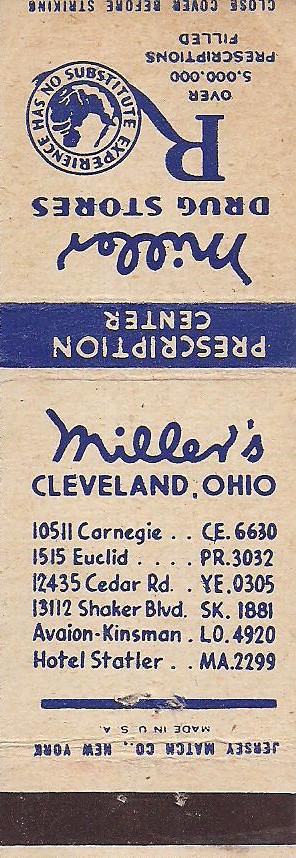 CLOSE COVER BEFORE STRIKING
OVER
5,000,000
PRESCRIPTIONS
FILLED
EXPERIENCE HAS NO SUBSTITUTE
R
Miller
DRUG STORES
PRESCRIPTION
CENTER
Miller's
CLEVELAND, OHIO
10511 Carnegie . . CE. 6630
1515 Euclid . . . . PR. 3032
12435 Cedar Rd. . YE. 0305
13112 Shaker Blvd. SK. 1881
Avalon-Kinsman . LO. 4920
Hotel Statler . . MA. 2299
MADE IN U S A.
JERSEY MATCH CO., NEW YORK